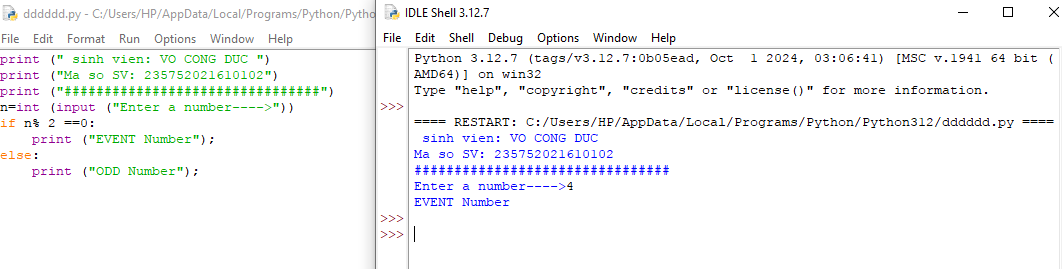 dddddd.py - C:/Users/HP/AppData/Local/Programs/Python/Pytho
File Edit Format Run Options Window Help
print (" sinh vien: VO CONG DUC ")
print ("Ma so SV: 235752021610102")
print ("################################")
n=int (input ("Enter a number---->"))
if n% 2 ==0:
    print ("EVENT Number");
else:
    print ("ODD Number");
IDLE Shell 3.12.7
File Edit Shell Debug Options Window Help
Python 3.12.7 (tags/v3.12.7:0b05ead, Oct  1 2024, 03:06:41) [MSC v.1941 64 bit (
AMD64)] on win32
Type "help", "copyright", "credits" or "license()" for more information.
>>>
==== RESTART: C:/Users/HP/AppData/Local/Programs/Python/Python312/dddddd.py ====
 sinh vien: VO CONG DUC
Ma so SV: 235752021610102
################################
Enter a number---->4
EVENT Number
>>>
>>>